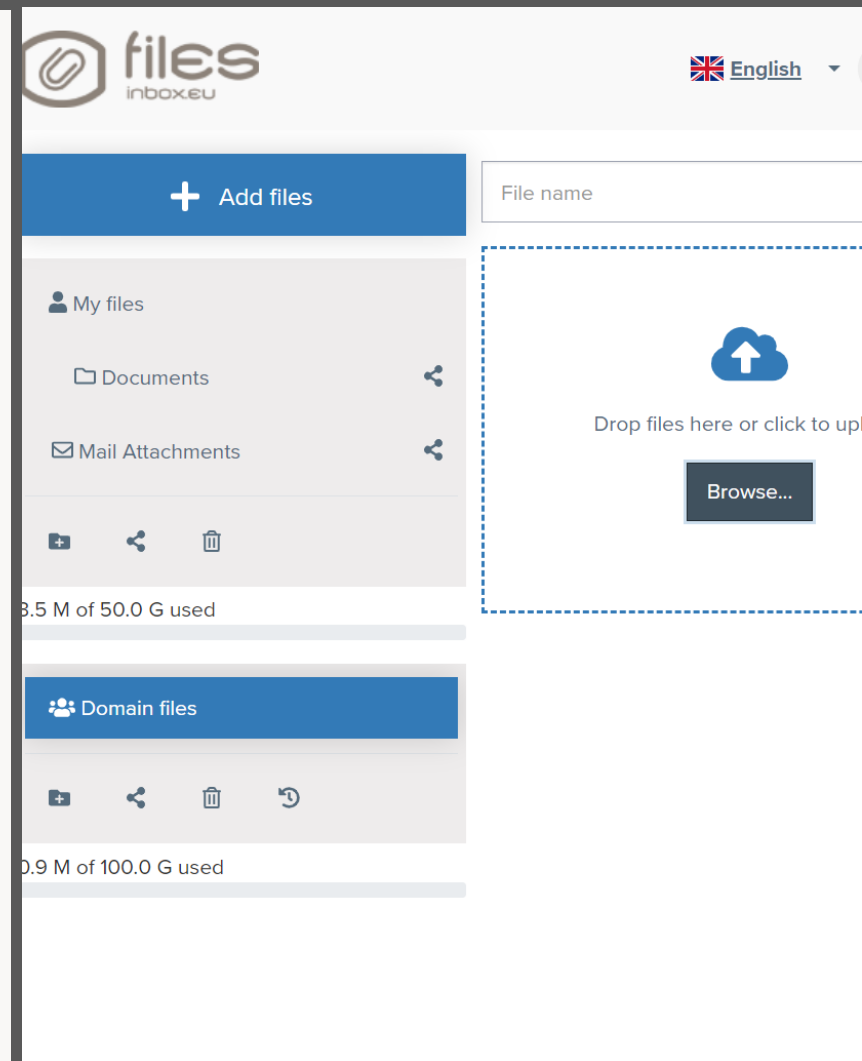 files
inbox.eu
English
Add files
File name
My files
Documents
Mail Attachments
Drop files here or click to upl
Browse...
.5 M of 50.0 G used
Domain files
.9 M of 100.0 G used